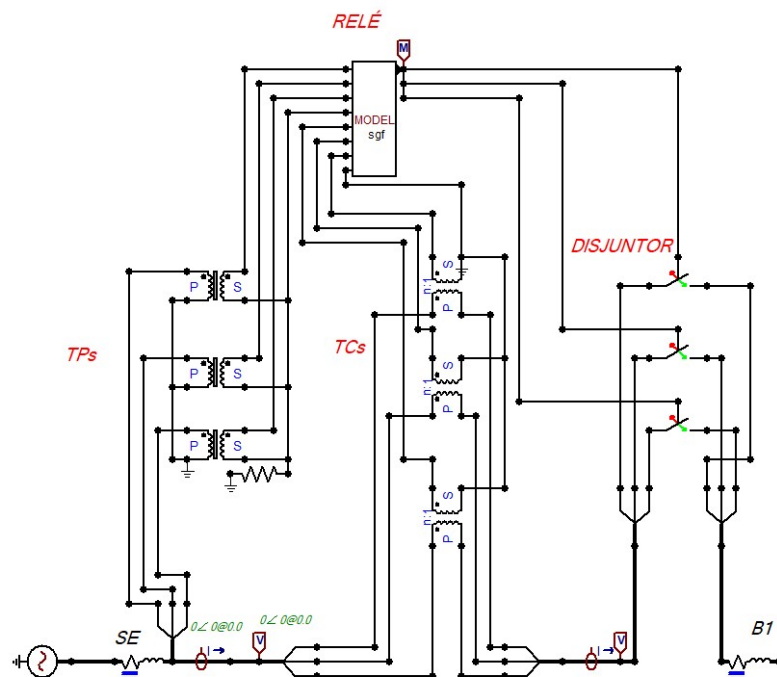 RELÉ
M
MODEL
sgf
DISJUNTOR
TPs
P S
P S
P S
TCs
n:1
S
P
n:1
S
P
n:1
S
P
0∠0@0.0
0∠0@0.0
SE
I
V
I
V
B1